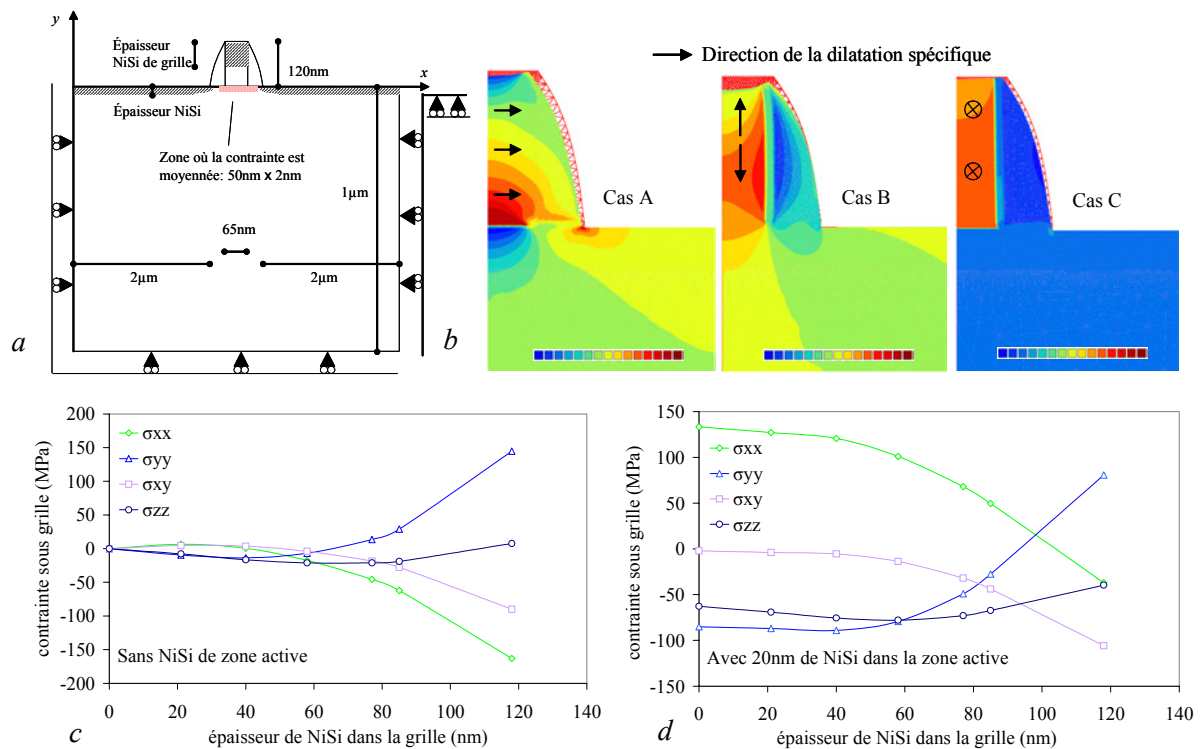 y
Épaisseur
NiSi de grille
120nm
x
Épaisseur NiSi
Zone où la contrainte est
moyennée: 50nm x 2nm
1µm
65nm
2µm
2µm
a
Direction de la dilatation spécifique
Cas A
Cas B
Cas C
b
contrainte sous grille (MPa)
200
150
100
50
0
-50
-100
-150
-200
σxx
σyy
σxy
σzz
Sans NiSi de zone active
0
20
40
60
80
100
120
140
épaisseur de NiSi dans la grille (nm)
c
contrainte sous grille (MPa)
150
100
50
0
-50
-100
-150
σxx
σyy
σxy
σzz
Avec 20nm de NiSi dans la zone active
0
20
40
60
80
100
120
140
épaisseur de NiSi dans la grille (nm)
d